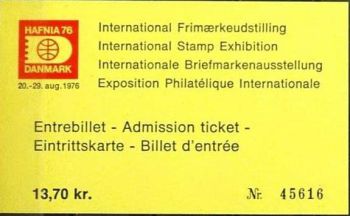 HAFNIA 76
DANMARK
20.-29. aug. 1976
International Frimærkeudstilling
International Stamp Exhibition
Internationale Briefmarkenausstellung
Exposition Philatélique Internationale
Entrebillet - Admission ticket -
Eintrittskarte - Billet d'entrée
13,70 kr.
Nr. 45616